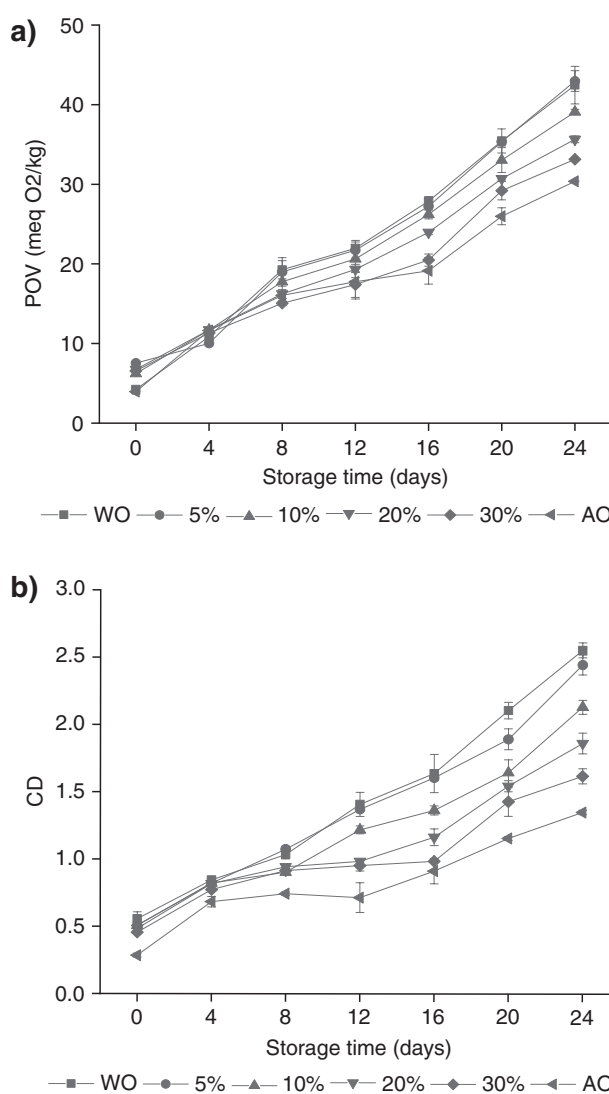 a)
50
40
30
20
10
0
POV (meq O2/kg)
0 4 8 12 16 20 24
Storage time (days)
WO 5% 10% 20% 30% AO
b)
3.0
2.5
2.0
1.5
1.0
0.5
0.0
CD
0 4 8 12 16 20 24
Storage time (days)
WO 5% 10% 20% 30% AO